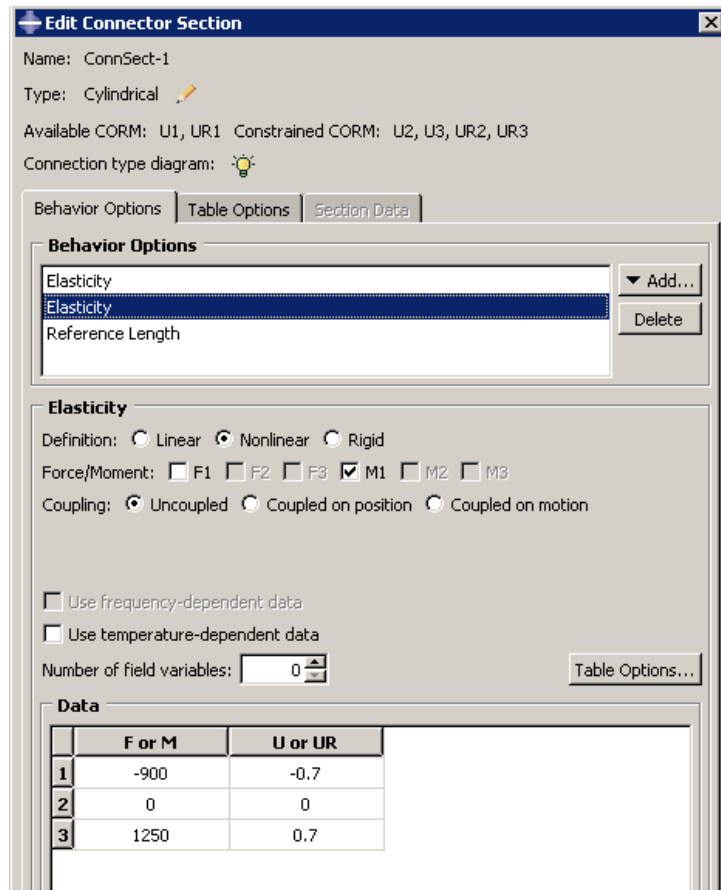 Edit Connector Section
Name: ConnSect-1
Type: Cylindrical
Available CORM: U1, UR1 Constrained CORM: U2, U3, UR2, UR3
Connection type diagram:
Behavior Options Table Options Section Data
Behavior Options
Elasticity
Elasticity
Reference Length
Add...
Delete
Elasticity
Definition: Linear Nonlinear Rigid
Force/Moment: F1 F2 F3 M1 M2 M3
Coupling: Uncoupled Coupled on position Coupled on motion
Use frequency-dependent data
Use temperature-dependent data
Number of field variables: 0 Table Options...
Data
F or M U or UR
1 -900 -0.7
2 0 0
3 1250 0.7